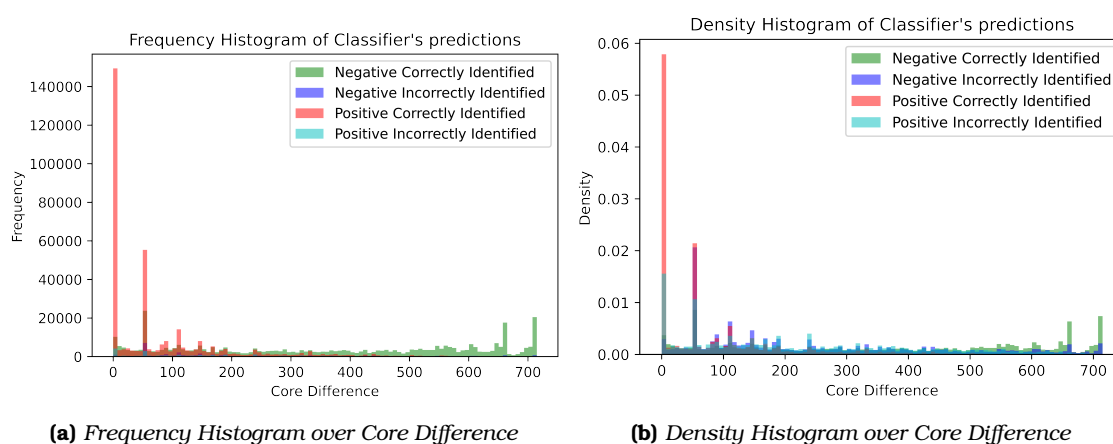 Frequency Histogram of Classifier's predictions
Negative Correctly Identified
Negative Incorrectly Identified
Positive Correctly Identified
Positive Incorrectly Identified
140000
120000
100000
80000
60000
40000
20000
0
Frequency
0 100 200 300 400 500 600 700
Core Difference
(a) Frequency Histogram over Core Difference
Density Histogram of Classifier's predictions
Negative Correctly Identified
Negative Incorrectly Identified
Positive Correctly Identified
Positive Incorrectly Identified
0.06
0.05
0.04
0.03
0.02
0.01
0.00
Density
0 100 200 300 400 500 600 700
Core Difference
(b) Density Histogram over Core Difference